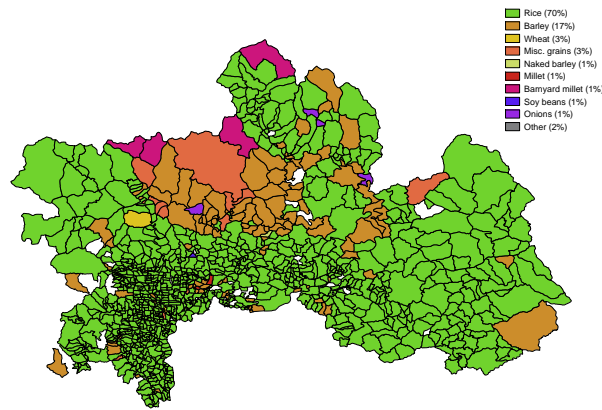 Rice (70%)
Barley (17%)
Wheat (3%)
Misc. grains (3%)
Naked barley (1%)
Millet (1%)
Barnyard millet (1%)
Soy beans (1%)
Onions (1%)
Other (2%)